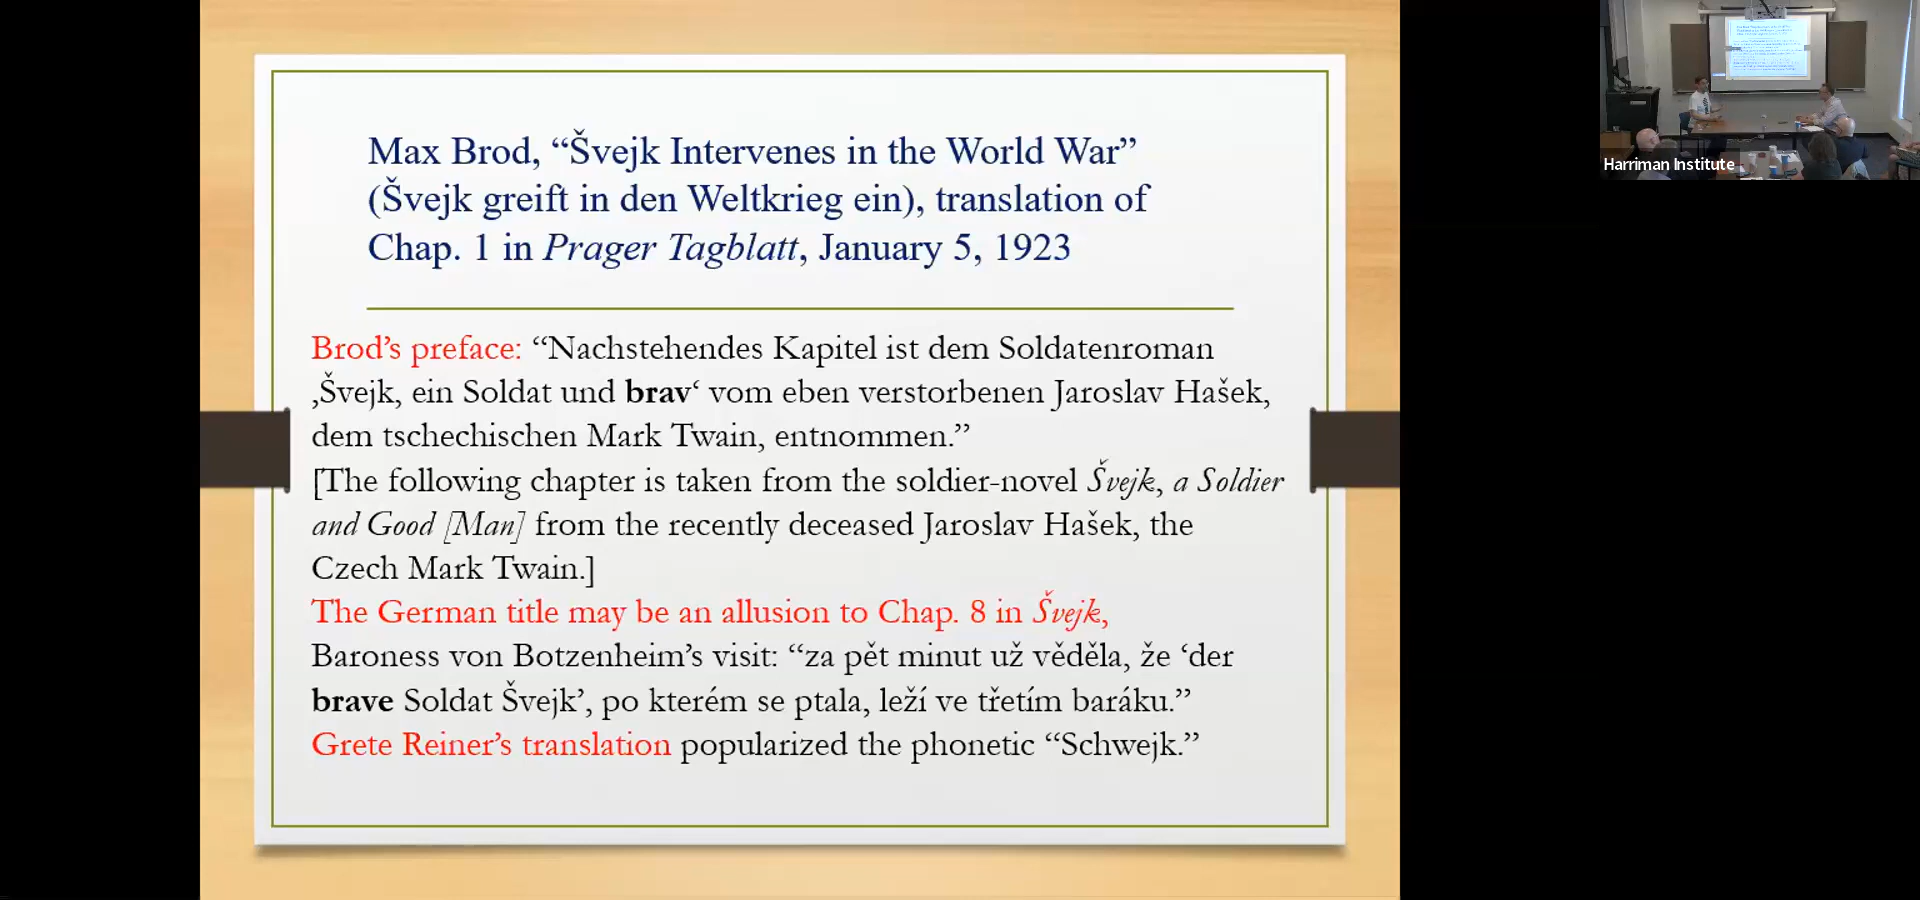 Max Brod, “Švejk Intervenes in the World War”
(Švejk greift in den Weltkrieg ein), translation of
Chap. 1 in Prager Tagblatt, January 5, 1923
Brod’s preface: “Nachstehendes Kapitel ist dem Soldatenroman
‚Švejk, ein Soldat und brav‘ vom eben verstorbenen Jaroslav Hašek,
dem tschechischen Mark Twain, entnommen.”
[The following chapter is taken from the soldier-novel Švejk, a Soldier
and Good [Man] from the recently deceased Jaroslav Hašek, the
Czech Mark Twain.]
The German title may be an allusion to Chap. 8 in Švejk,
Baroness von Botzenheim’s visit: “za pět minut už věděla, že ‘der
brave Soldat Švejk’, po kterém se ptala, leží ve třetím baráku.”
Grete Reiner’s translation popularized the phonetic “Schwejk.”
Harriman Institute